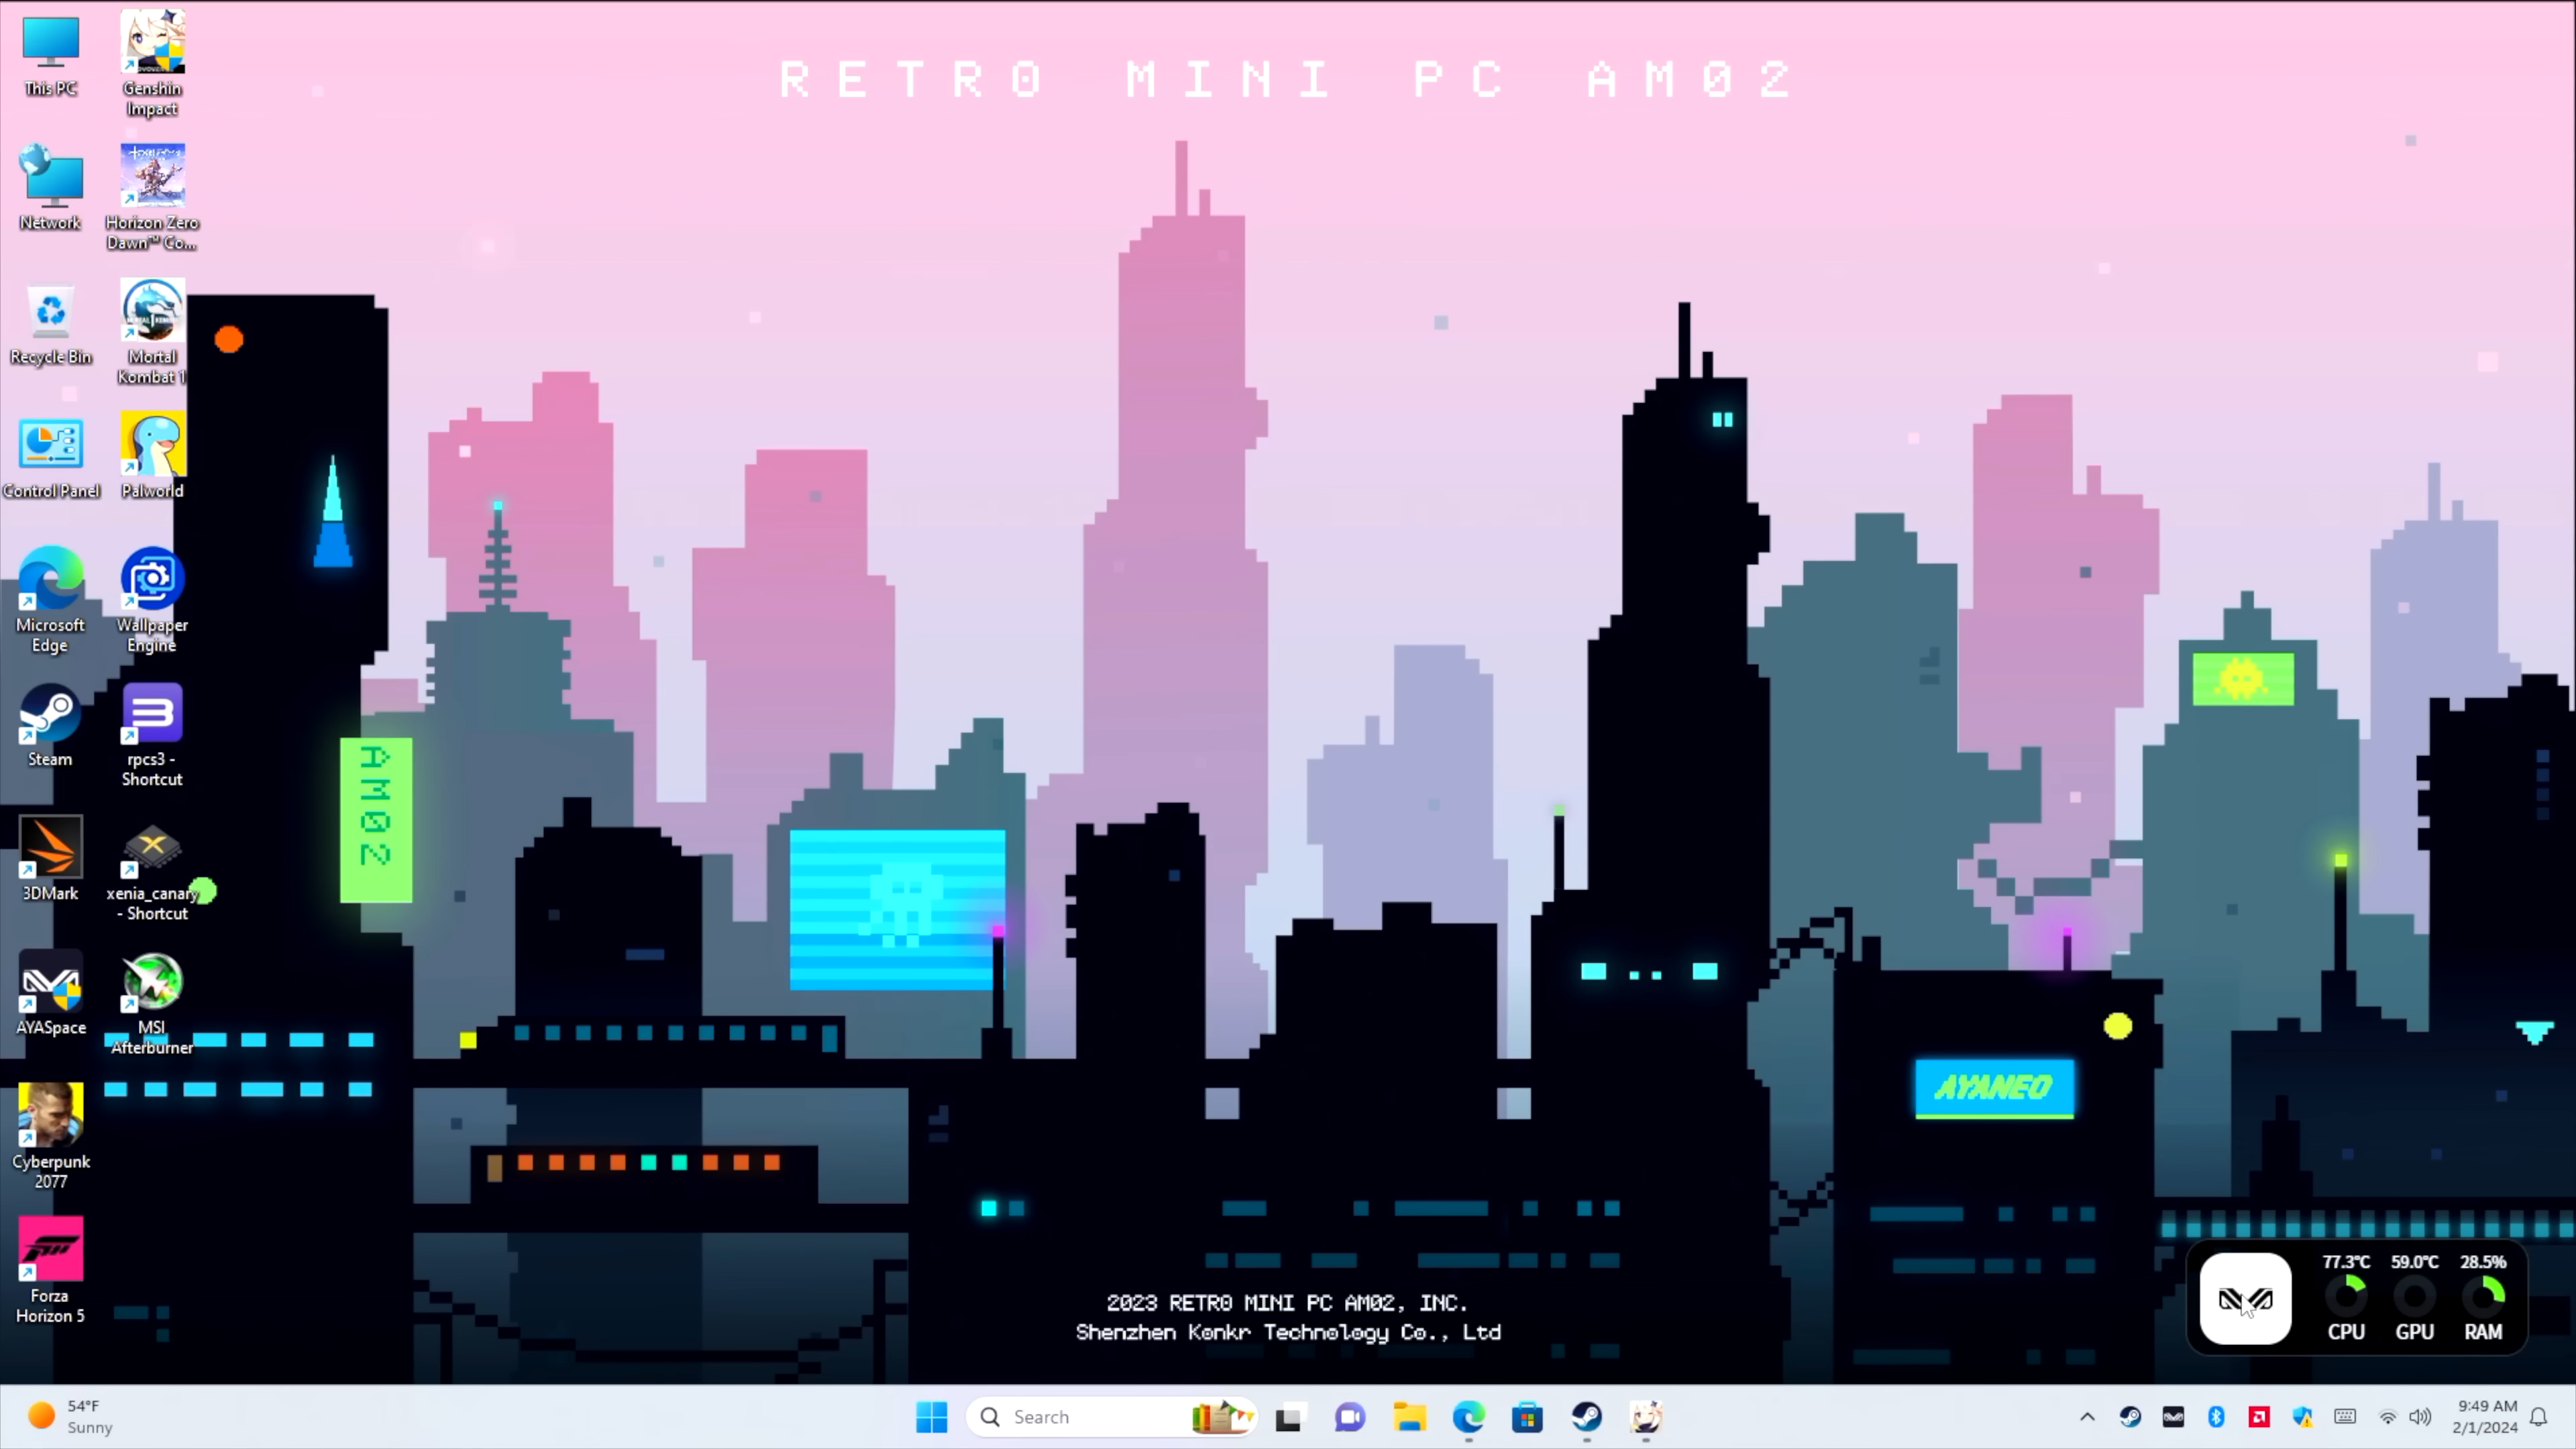 RETRO MINI PC AM02
This PC
Genshin
Impact
Network
Horizon Zero
Dawn™ Co...
Recycle Bin
Mortal
Kombat 1
Control Panel
Palworld
Microsoft
Edge
Wallpaper
Engine
Steam
rpcs3 -
Shortcut
3DMark
xenia_canary
- Shortcut
AYASpace
MSI
Afterburner
Cyberpunk
2077
Forza
Horizon 5
AM02
AYANEO
2023 RETRO MINI PC AM02, INC.
Shenzhen Konkr Technology Co., Ltd
77.3°C 59.0°C 28.5%
CPU GPU RAM
54°F
Sunny
Search
9:49 AM
2/1/2024